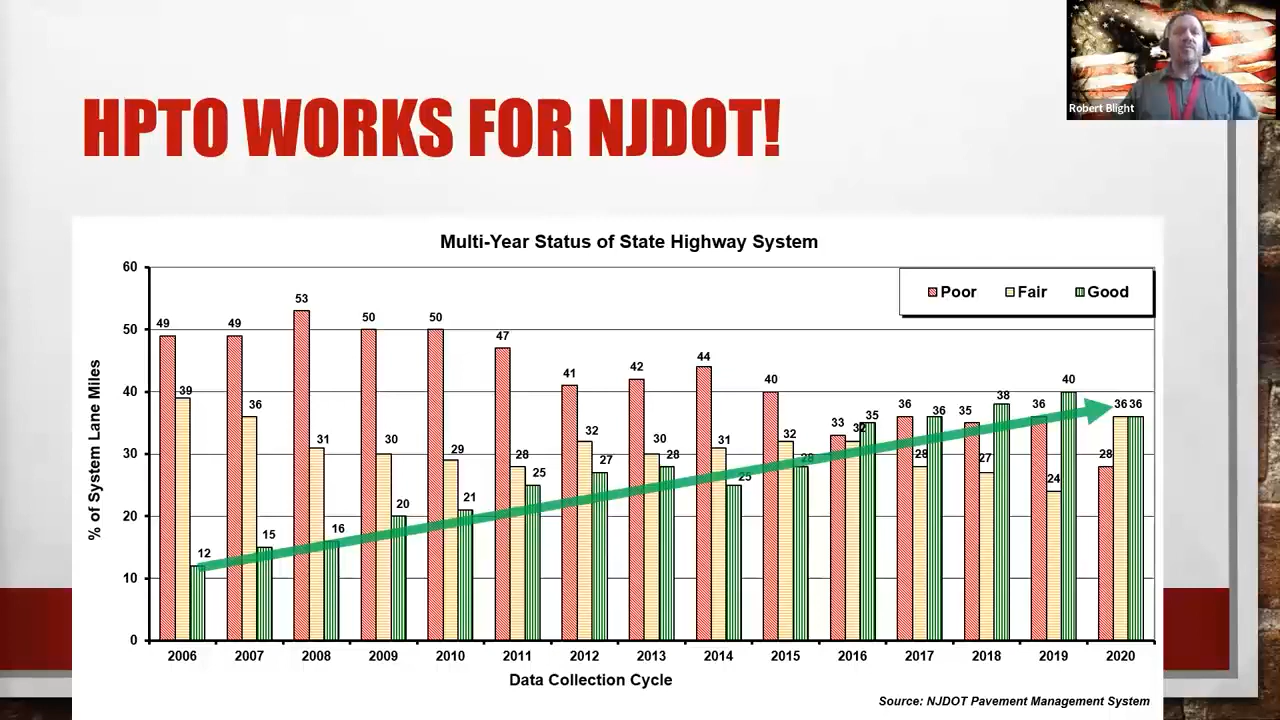 Robert Blight
HPTO WORKS FOR NJDOT!
Multi-Year Status of State Highway System
Poor Fair Good
% of System Lane Miles
60
50
40
30
20
10
0
49 39 12
49 36 15
53 31 16
50 30 20
50 29 21
47 28 25
41 32 27
42 30 28
44 31 25
40 32 28
33 32 35
36 28 36
35 27 38
36 24 40
28 36 36
2006 2007 2008 2009 2010 2011 2012 2013 2014 2015 2016 2017 2018 2019 2020
Data Collection Cycle
Source: NJDOT Pavement Management System